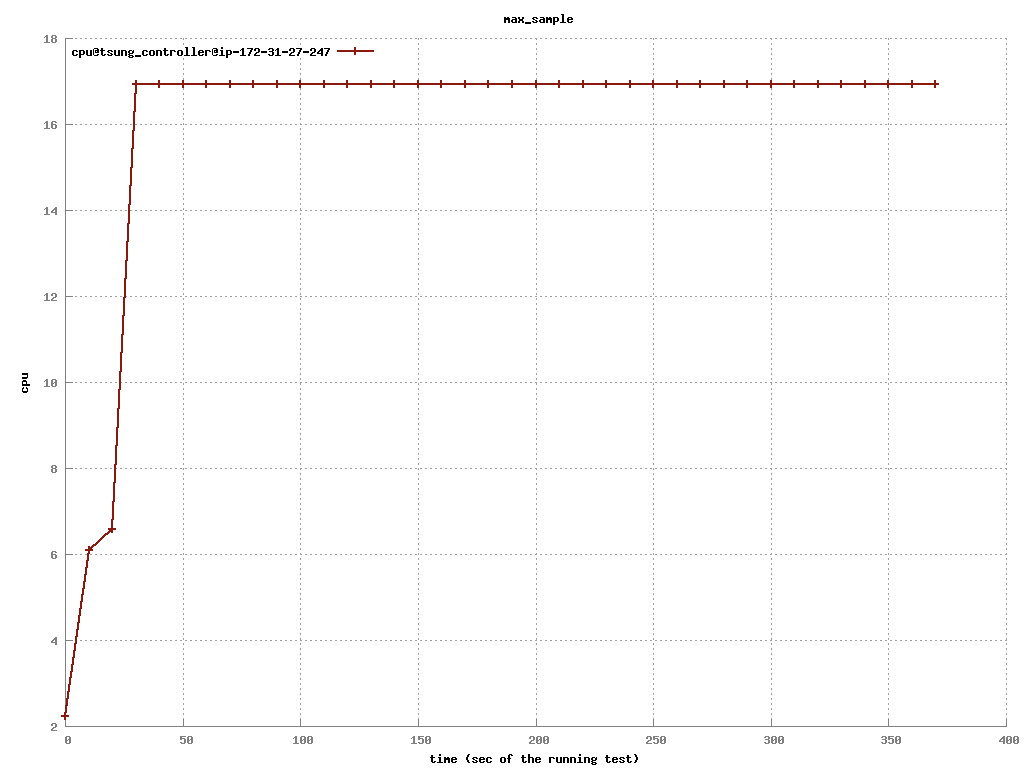 max_sample
18
cpu@tsung_controller@ip-172-31-27-247
16
14
12
10
cpu
8
6
4
2
0 50 100 150 200 250 300 350 400
time (sec of the running test)